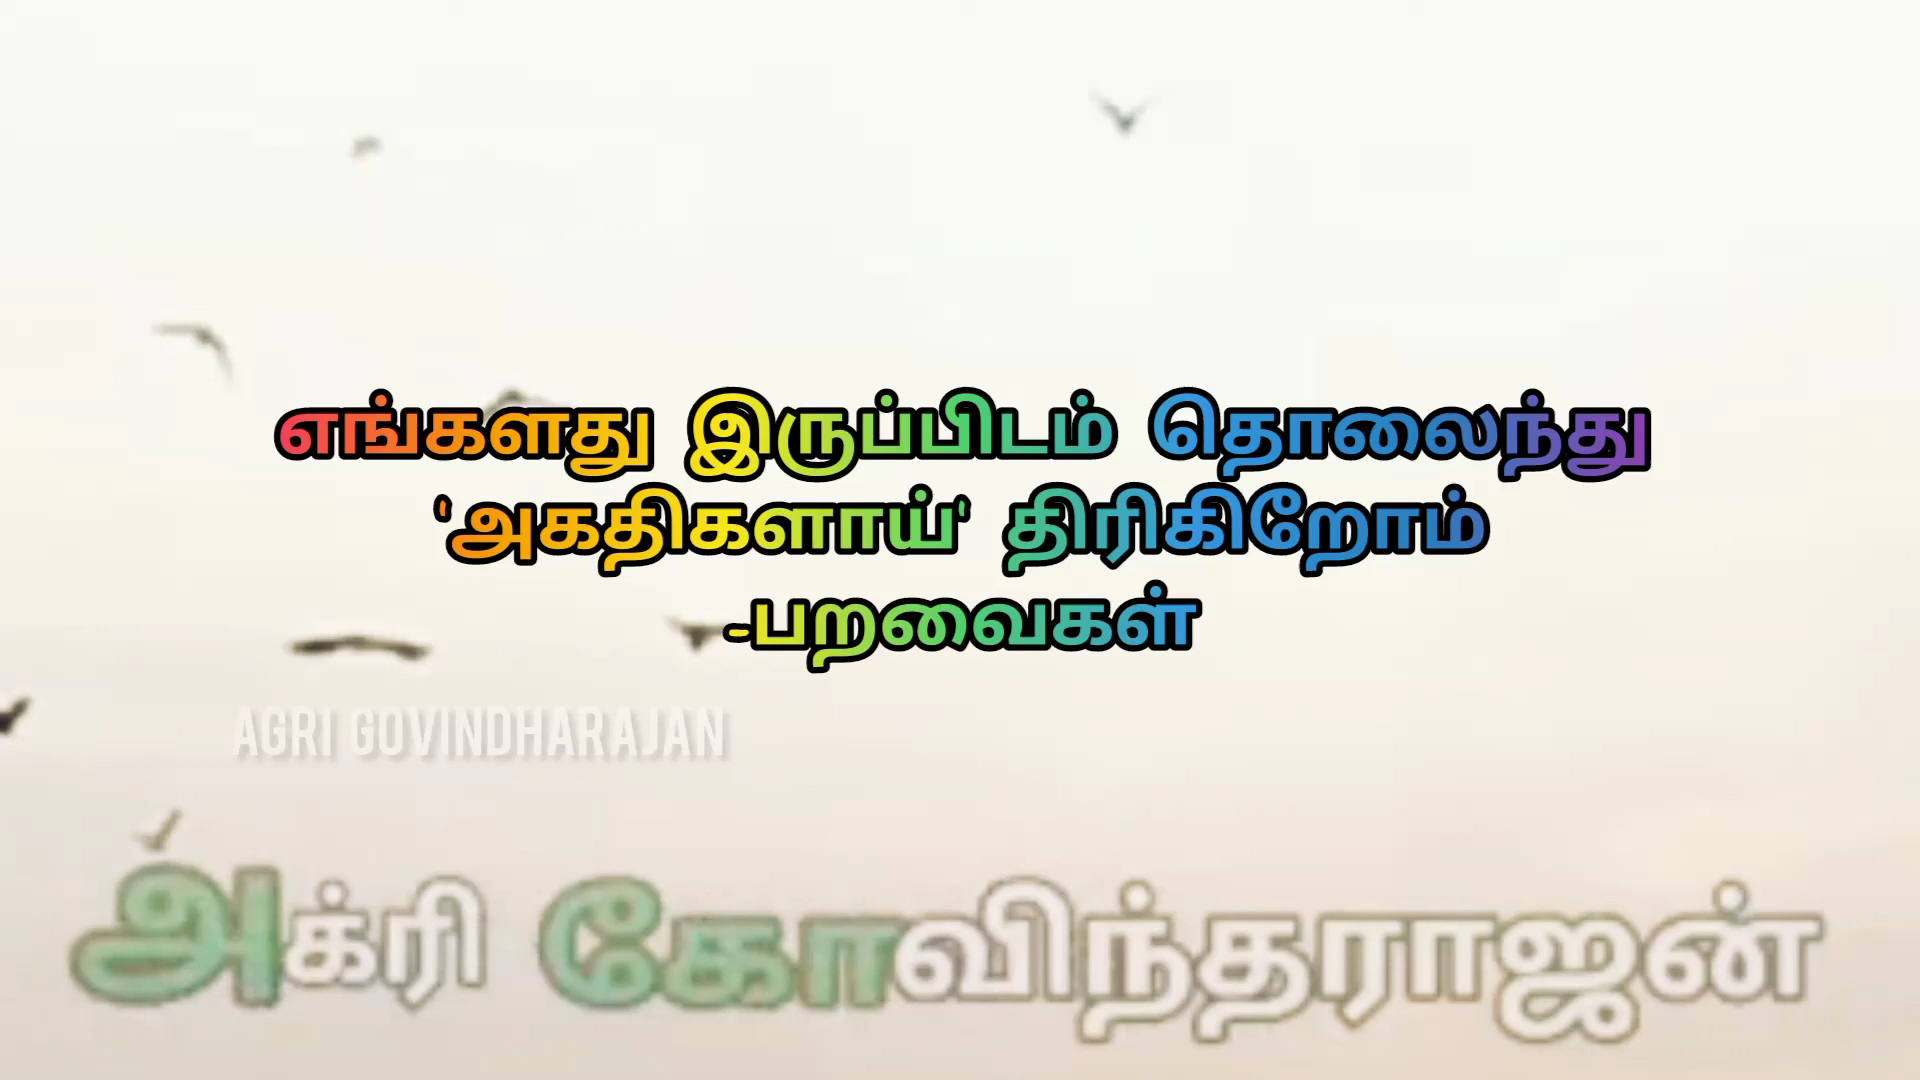 எங்களது இருப்பிடம் தொலைந்து
'அகதிகளாய்' திரிகிறோம்
-பறவைகள்
AGRI GOVINDHARAJAN
அக்ரி கோவிந்தராஜன்